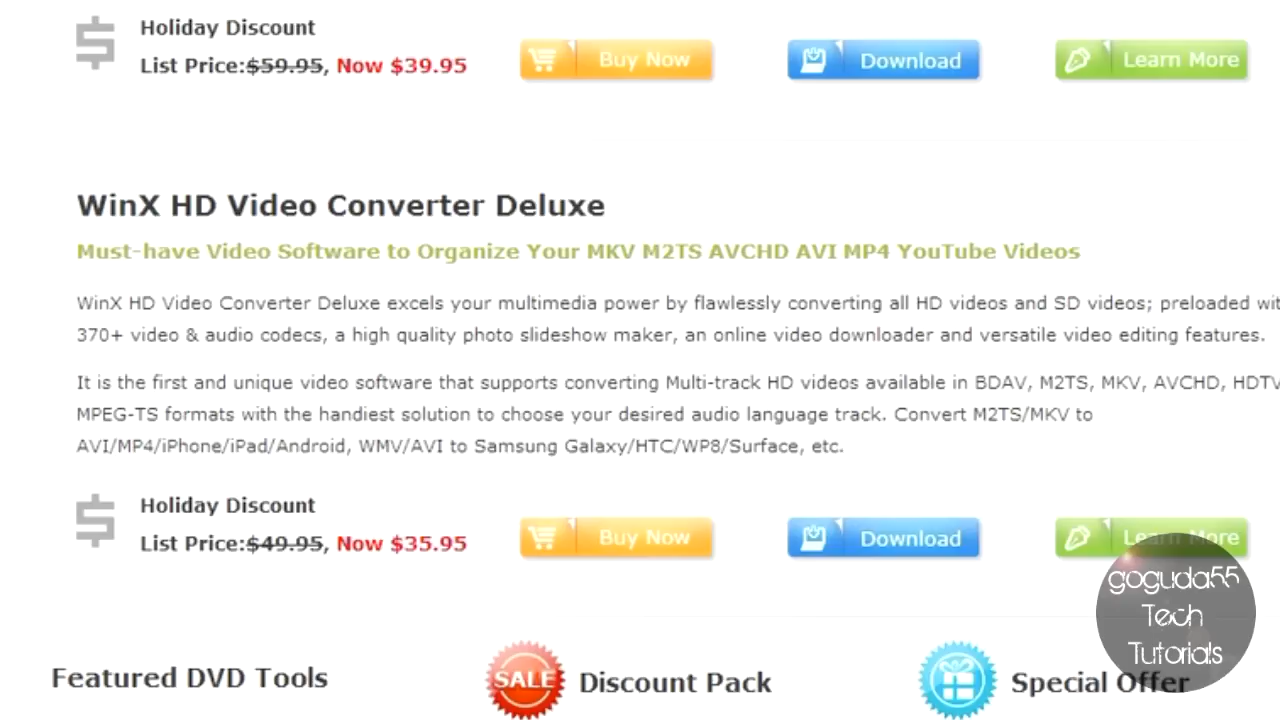 Holiday Discount
List Price:$59.95, Now $39.95
Buy Now
Download
Learn More
WinX HD Video Converter Deluxe
Must-have Video Software to Organize Your MKV M2TS AVCHD AVI MP4 YouTube Videos
WinX HD Video Converter Deluxe excels your multimedia power by flawlessly converting all HD videos and SD videos; preloaded
370+ video & audio codecs, a high quality photo slideshow maker, an online video downloader and versatile video editing features.
It is the first and unique video software that supports converting Multi-track HD videos available in BDAV, M2TS, MKV, AVCHD, HDTV
MPEG-TS formats with the handiest solution to choose your desired audio language track. Convert M2TS/MKV to
AVI/MP4/iPhone/iPad/Android, WMV/AVI to Samsung Galaxy/HTC/WP8/Surface, etc.
Holiday Discount
List Price:$49.95, Now $35.95
Buy Now
Download
Learn More
goguda55
Tech
Tutorials
Featured DVD Tools
SALE
Discount Pack
Special Offer